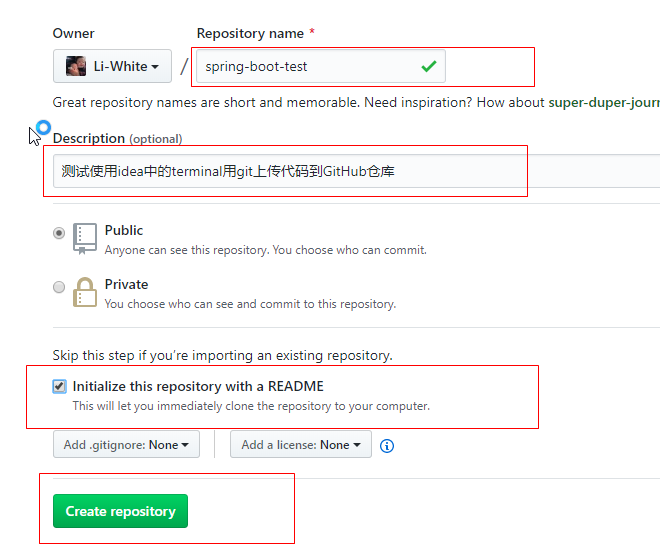 Owner Repository name *
Li-White / spring-boot-test
Great repository names are short and memorable. Need inspiration? How about super-duper-jour
Description (optional)
测试使用idea中的terminal用git上传代码到GitHub仓库
Public
Anyone can see this repository. You choose who can commit.
Private
You choose who can see and commit to this repository.
Skip this step if you're importing an existing repository.
Initialize this repository with a README
This will let you immediately clone the repository to your computer.
Add .gitignore: None Add a license: None
Create repository